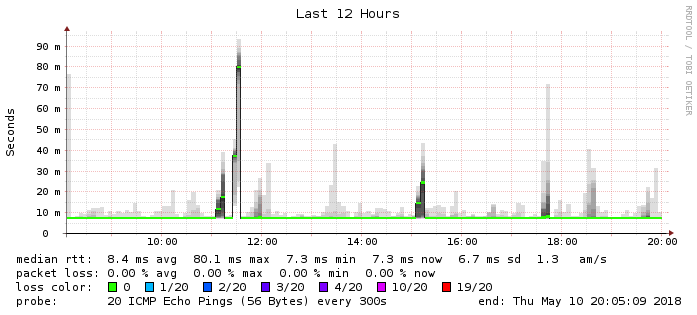 Last 12 Hours
RRDTOOL / TOBI OETIKER
Seconds
90 m
80 m
70 m
60 m
50 m
40 m
30 m
20 m
10 m
0
10:00 12:00 14:00 16:00 18:00 20:00
median rtt: 8.4 ms avg 80.1 ms max 7.3 ms min 7.3 ms now 6.7 ms sd 1.3 am/s
packet loss: 0.00 % avg 0.00 % max 0.00 % min 0.00 % now
loss color: 0 1/20 2/20 3/20 4/20 10/20 19/20
probe: 20 ICMP Echo Pings (56 Bytes) every 300s end: Thu May 10 20:05:09 2018